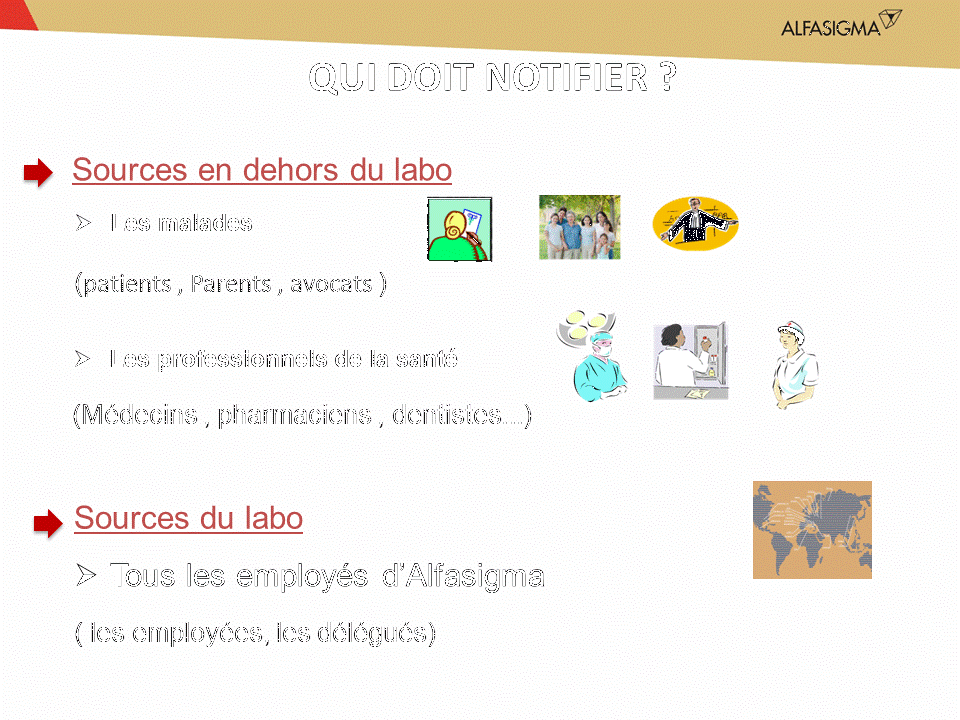 ALFASIGMA
QUI DOIT NOTIFIER ?
Sources en dehors du labo
➢ Les malades
(patients , Parents , avocats )
➢ Les professionnels de la santé
(Médecins , pharmaciens , dentistes...)
Sources du labo
➢ Tous les employés d'Alfasigma
( les employées, les délégués)